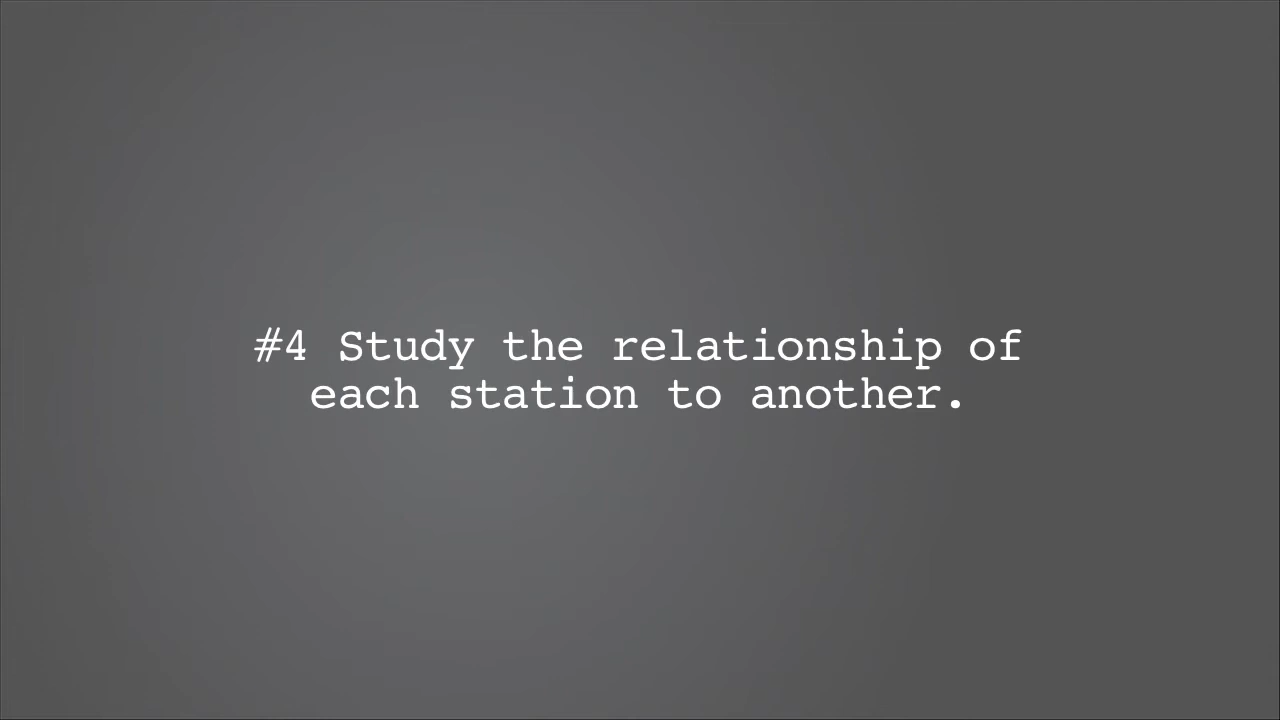 #4 Study the relationship of
each station to another.